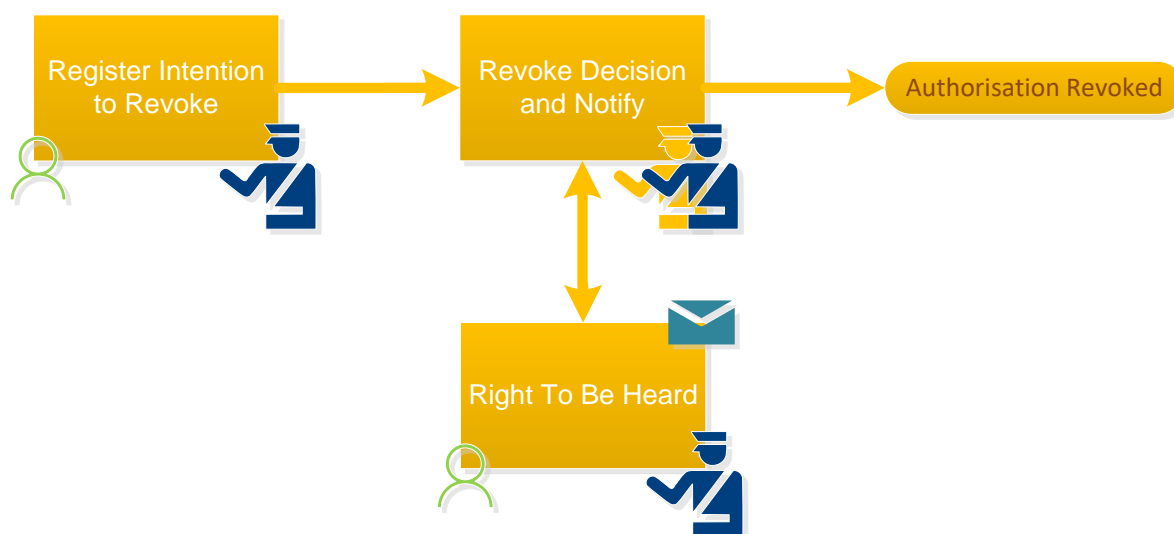 Register Intention
to Revoke
Revoke Decision
and Notify
Authorisation Revoked
Right To Be Heard